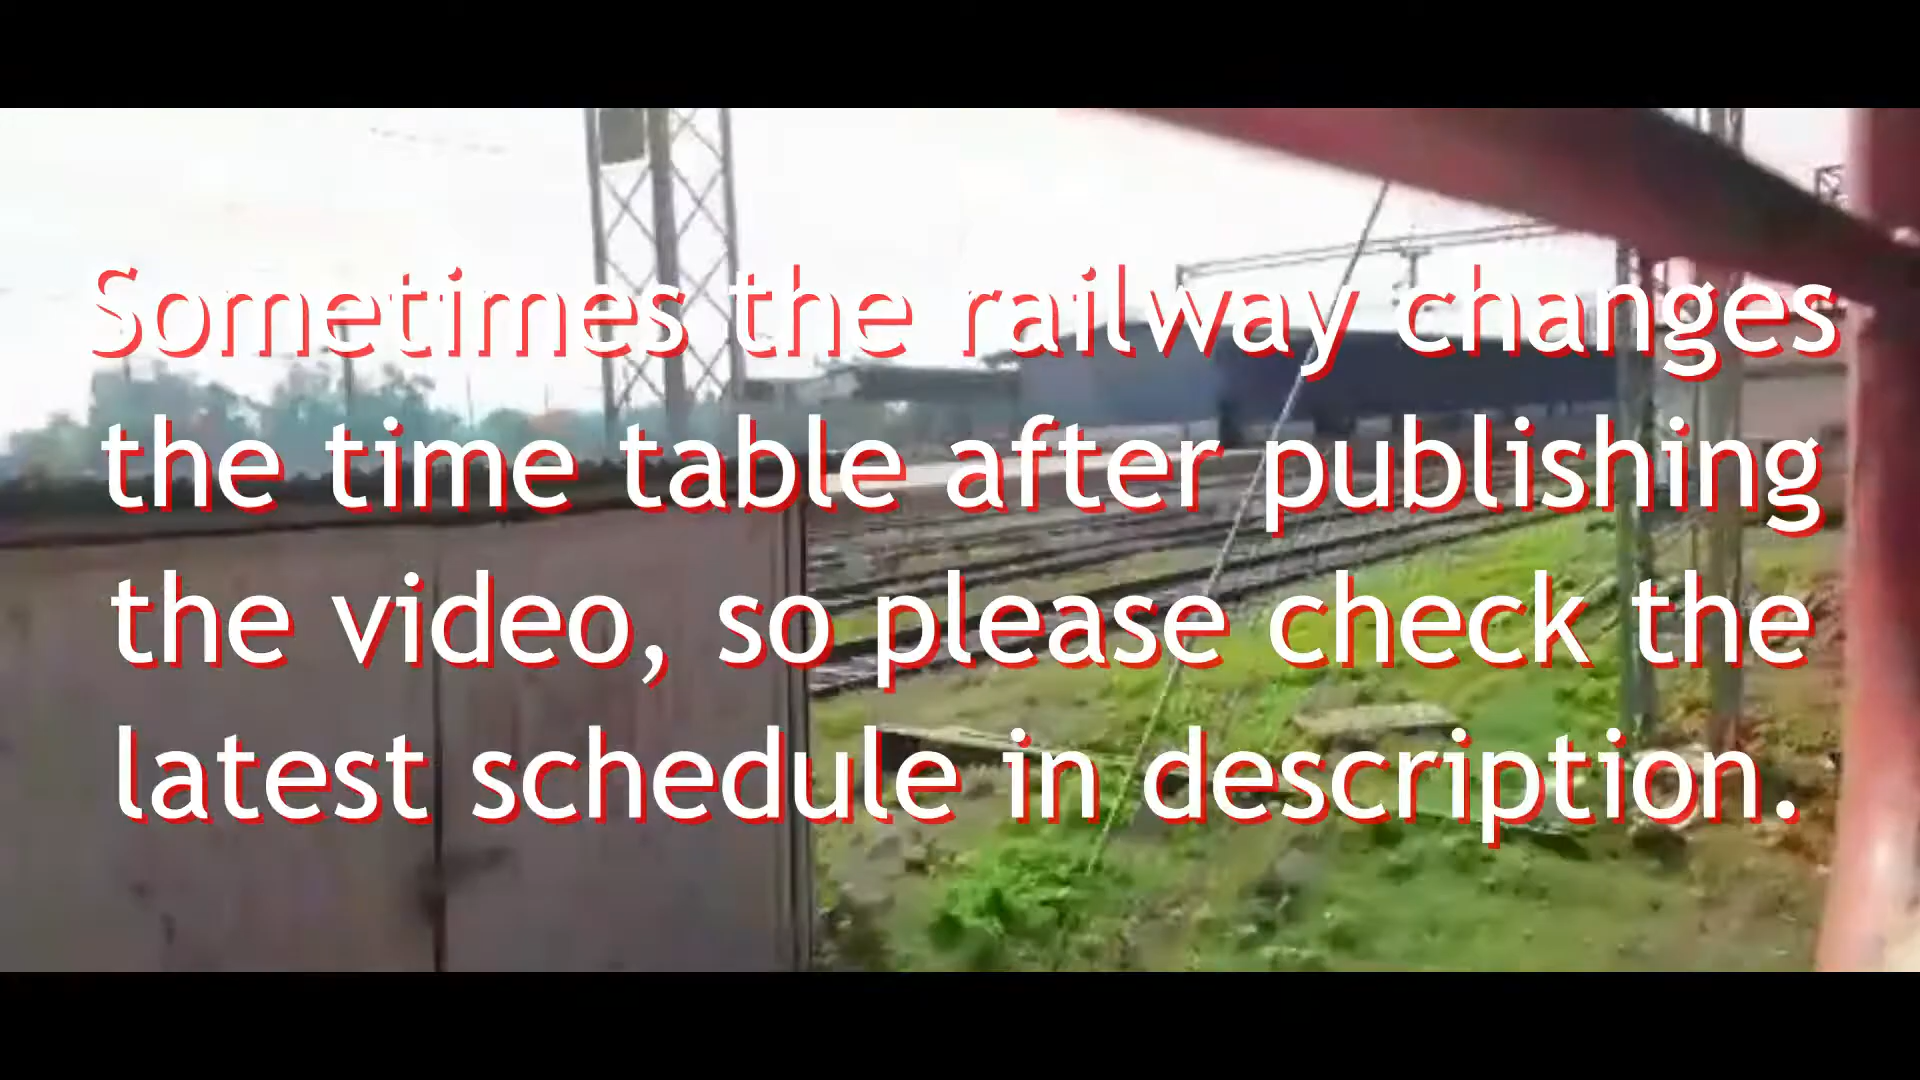 Sometimes the railway changes
the time table after publishing
the video, so please check the
latest schedule in description.